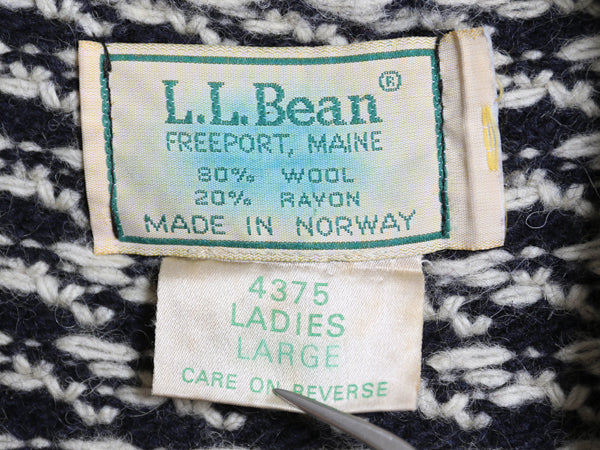 L.L.Bean®
FREEPORT, MAINE
80% WOOL
20% RAYON
MADE IN NORWAY
4375
LADIES
LARGE
CARE ON REVERSE